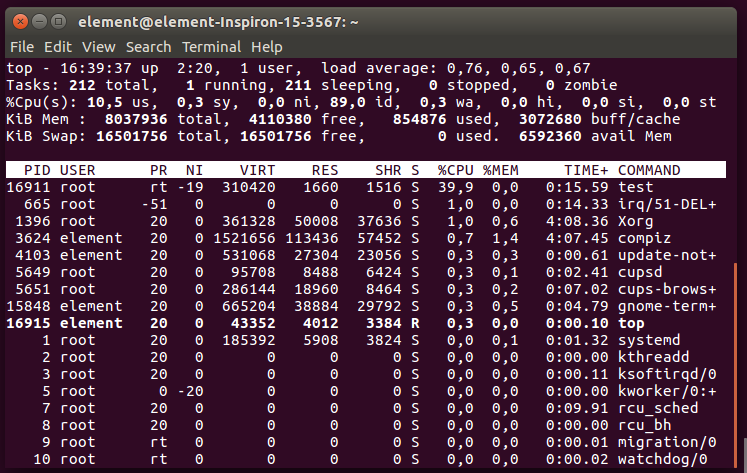 element@element-Inspiron-15-3567: ~
File Edit View Search Terminal Help
top - 16:39:37 up  2:20,  1 user,  load average: 0,76, 0,65, 0,67
Tasks: 212 total,   1 running, 211 sleeping,   0 stopped,   0 zombie
%Cpu(s): 10,5 us,  0,3 sy,  0,0 ni, 89,0 id,  0,3 wa,  0,0 hi,  0,0 si,  0,0 st
KiB Mem :  8037936 total,  4110380 free,   854876 used,  3072680 buff/cache
KiB Swap: 16501756 total, 16501756 free,        0 used.  6592360 avail Mem
PID USER      PR  NI    VIRT    RES    SHR S  %CPU %MEM     TIME+ COMMAND
16911 root      rt -19  310420   1660   1516 S  39,9  0,0   0:15.59 test
665 root     -51   0       0      0      0 S   1,0  0,0   0:14.33 irq/51-DEL+
1396 root      20   0  361328  50008  37636 S   1,0  0,6   4:08.36 Xorg
3624 element   20   0 1521656 113436  57452 S   0,7  1,4   4:07.45 compiz
4103 element   20   0  531068  27304  23056 S   0,3  0,3   0:00.61 update-not+
5649 root      20   0   95708   8488   6424 S   0,3  0,1   0:02.41 cupsd
5651 root      20   0  286144  18960   8464 S   0,3  0,2   0:07.02 cups-brows+
15848 element   20   0  665204  38884  29792 S   0,3  0,5   0:04.79 gnome-term+
16915 element   20   0   43352   4012   3384 R   0,3  0,0   0:00.10 top
1 root      20   0  185392   5908   3824 S   0,0  0,1   0:01.32 systemd
2 root      20   0       0      0      0 S   0,0  0,0   0:00.00 kthreadd
3 root      20   0       0      0      0 S   0,0  0,0   0:00.11 ksoftirqd/0
5 root       0 -20       0      0      0 S   0,0  0,0   0:00.00 kworker/0:+
7 root      20   0       0      0      0 S   0,0  0,0   0:09.91 rcu_sched
8 root      20   0       0      0      0 S   0,0  0,0   0:00.00 rcu_bh
9 root      rt   0       0      0      0 S   0,0  0,0   0:00.01 migration/0
10 root      rt   0       0      0      0 S   0,0  0,0   0:00.02 watchdog/0